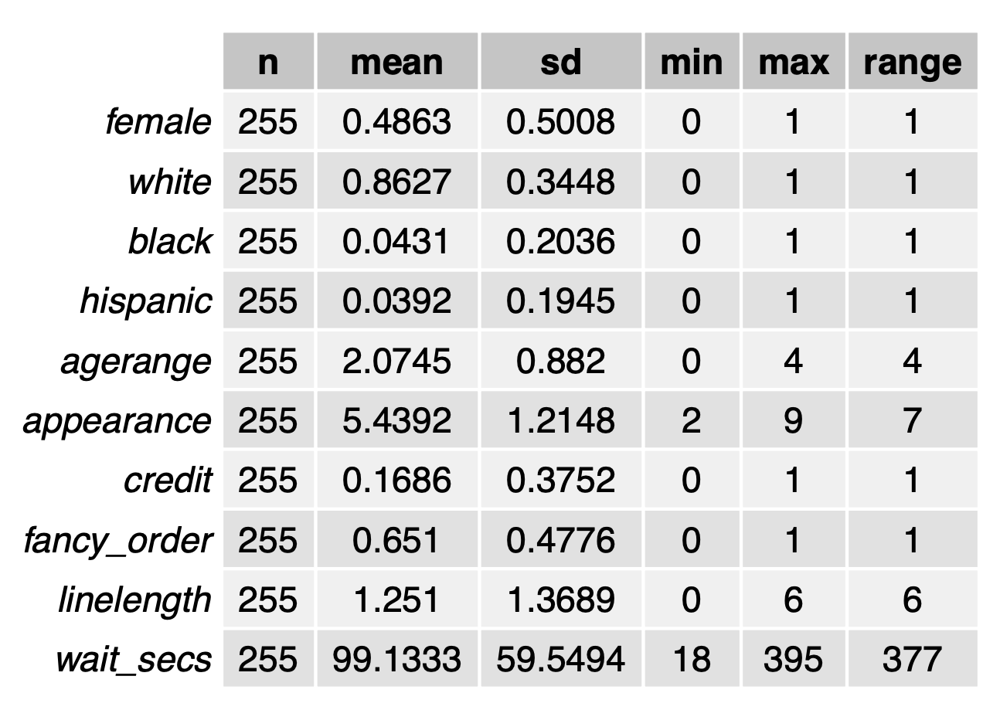 n mean sd min max range
female 255 0.4863 0.5008 0 1 1
white 255 0.8627 0.3448 0 1 1
black 255 0.0431 0.2036 0 1 1
hispanic 255 0.0392 0.1945 0 1 1
agerange 255 2.0745 0.882 0 4 4
appearance 255 5.4392 1.2148 2 9 7
credit 255 0.1686 0.3752 0 1 1
fancy_order 255 0.651 0.4776 0 1 1
linelength 255 1.251 1.3689 0 6 6
wait_secs 255 99.1333 59.5494 18 395 377